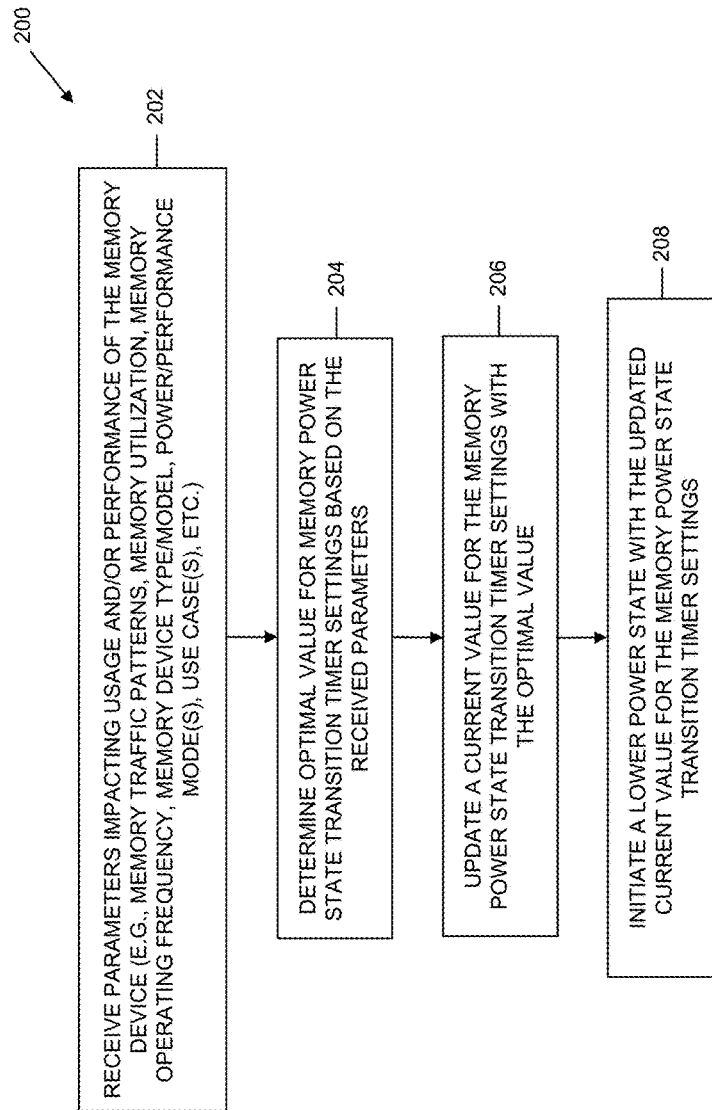 200
RECEIVE PARAMETERS IMPACTING USAGE AND/OR PERFORMANCE OF THE MEMORY
DEVICE (E.G., MEMORY TRAFFIC PATTERNS, MEMORY UTILIZATION, MEMORY
OPERATING FREQUENCY, MEMORY DEVICE TYPE/MODEL, POWER/PERFORMANCE
MODE(S), USE CASE(S), ETC.)
202
DETERMINE OPTIMAL VALUE FOR MEMORY POWER
STATE TRANSITION TIMER SETTINGS BASED ON THE
RECEIVED PARAMETERS
204
UPDATE A CURRENT VALUE FOR THE MEMORY
POWER STATE TRANSITION TIMER SETTINGS WITH
THE OPTIMAL VALUE
206
INITIATE A LOWER POWER STATE WITH THE UPDATED
CURRENT VALUE FOR THE MEMORY POWER STATE
TRANSITION TIMER SETTINGS
208